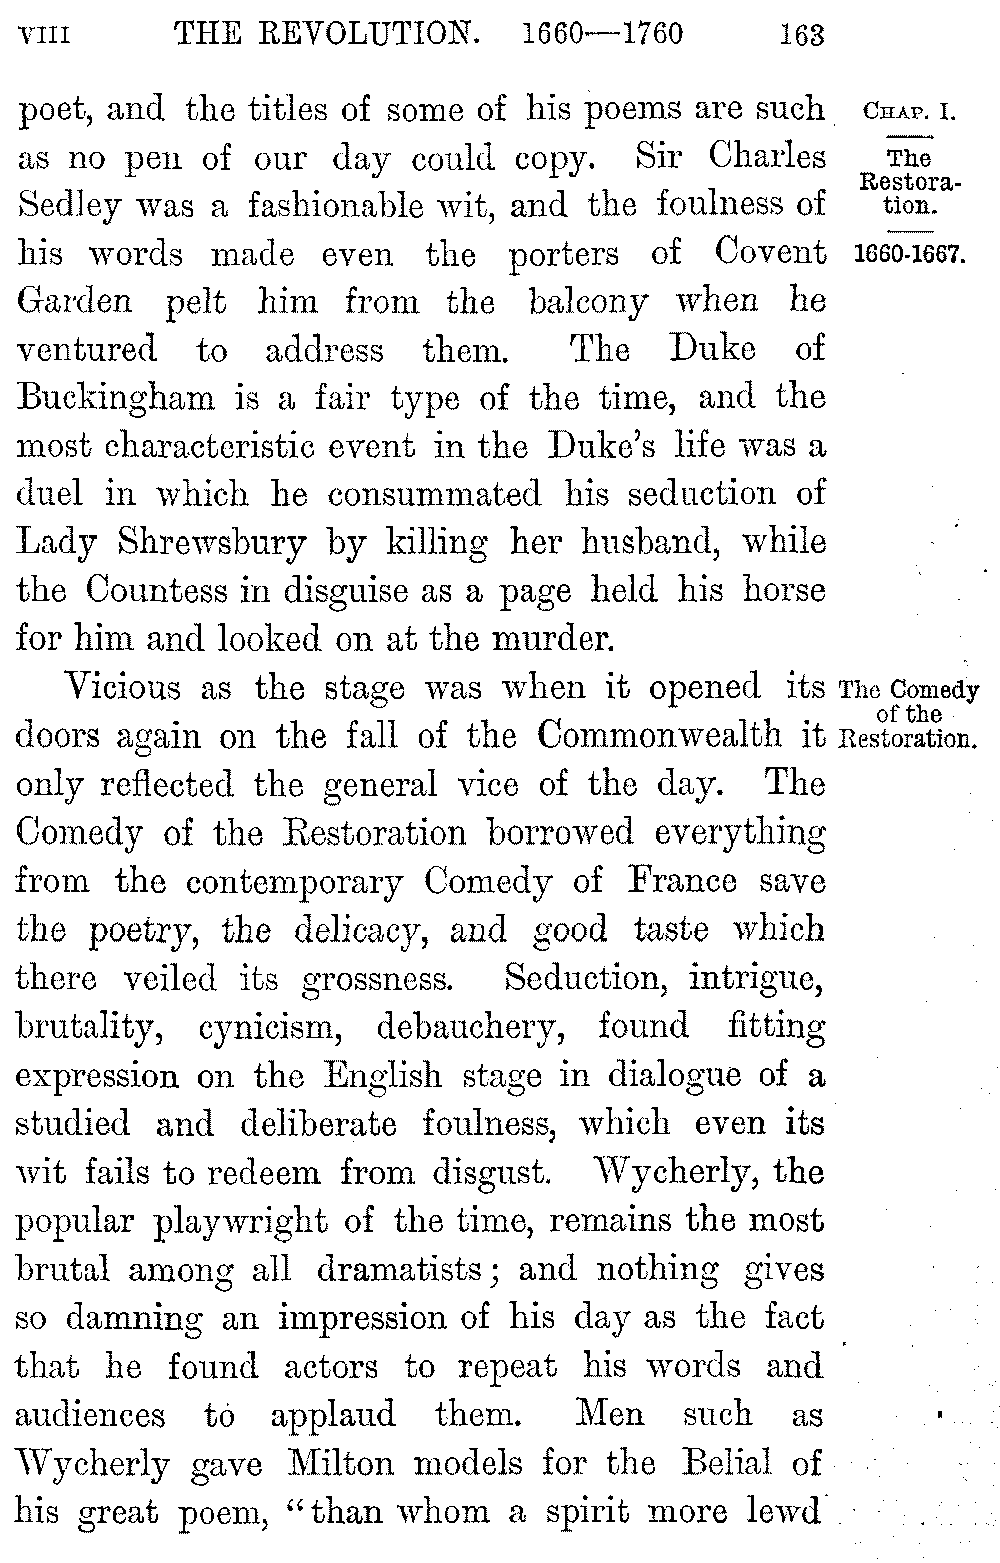 VIII THE REVOLUTION. 1660—1760 163
poet, and the titles of some of his poems are such
as no pen of our day could copy. Sir Charles
Sedley was a fashionable wit, and the foulness of
his words made even the porters of Covent
Garden pelt him from the balcony when he
ventured to address them. The Duke of
Buckingham is a fair type of the time, and the
most characteristic event in the Duke's life was a
duel in which he consummated his seduction of
Lady Shrewsbury by killing her husband, while
the Countess in disguise as a page held his horse
for him and looked on at the murder.
Vicious as the stage was when it opened its
doors again on the fall of the Commonwealth it
only reflected the general vice of the day. The
Comedy of the Restoration borrowed everything
from the contemporary Comedy of France save
the poetry, the delicacy, and good taste which
there veiled its grossness. Seduction, intrigue,
brutality, cynicism, debauchery, found fitting
expression on the English stage in dialogue of a
studied and deliberate foulness, which even its
wit fails to redeem from disgust. Wycherly, the
popular playwright of the time, remains the most
brutal among all dramatists; and nothing gives
so damning an impression of his day as the fact
that he found actors to repeat his words and
audiences to applaud them. Men such as
Wycherly gave Milton models for the Belial of
his great poem, "than whom a spirit more lewd
CHAP. I.
The
Restora-
tion.
1660-1667.
The Comedy
of the
Restoration.